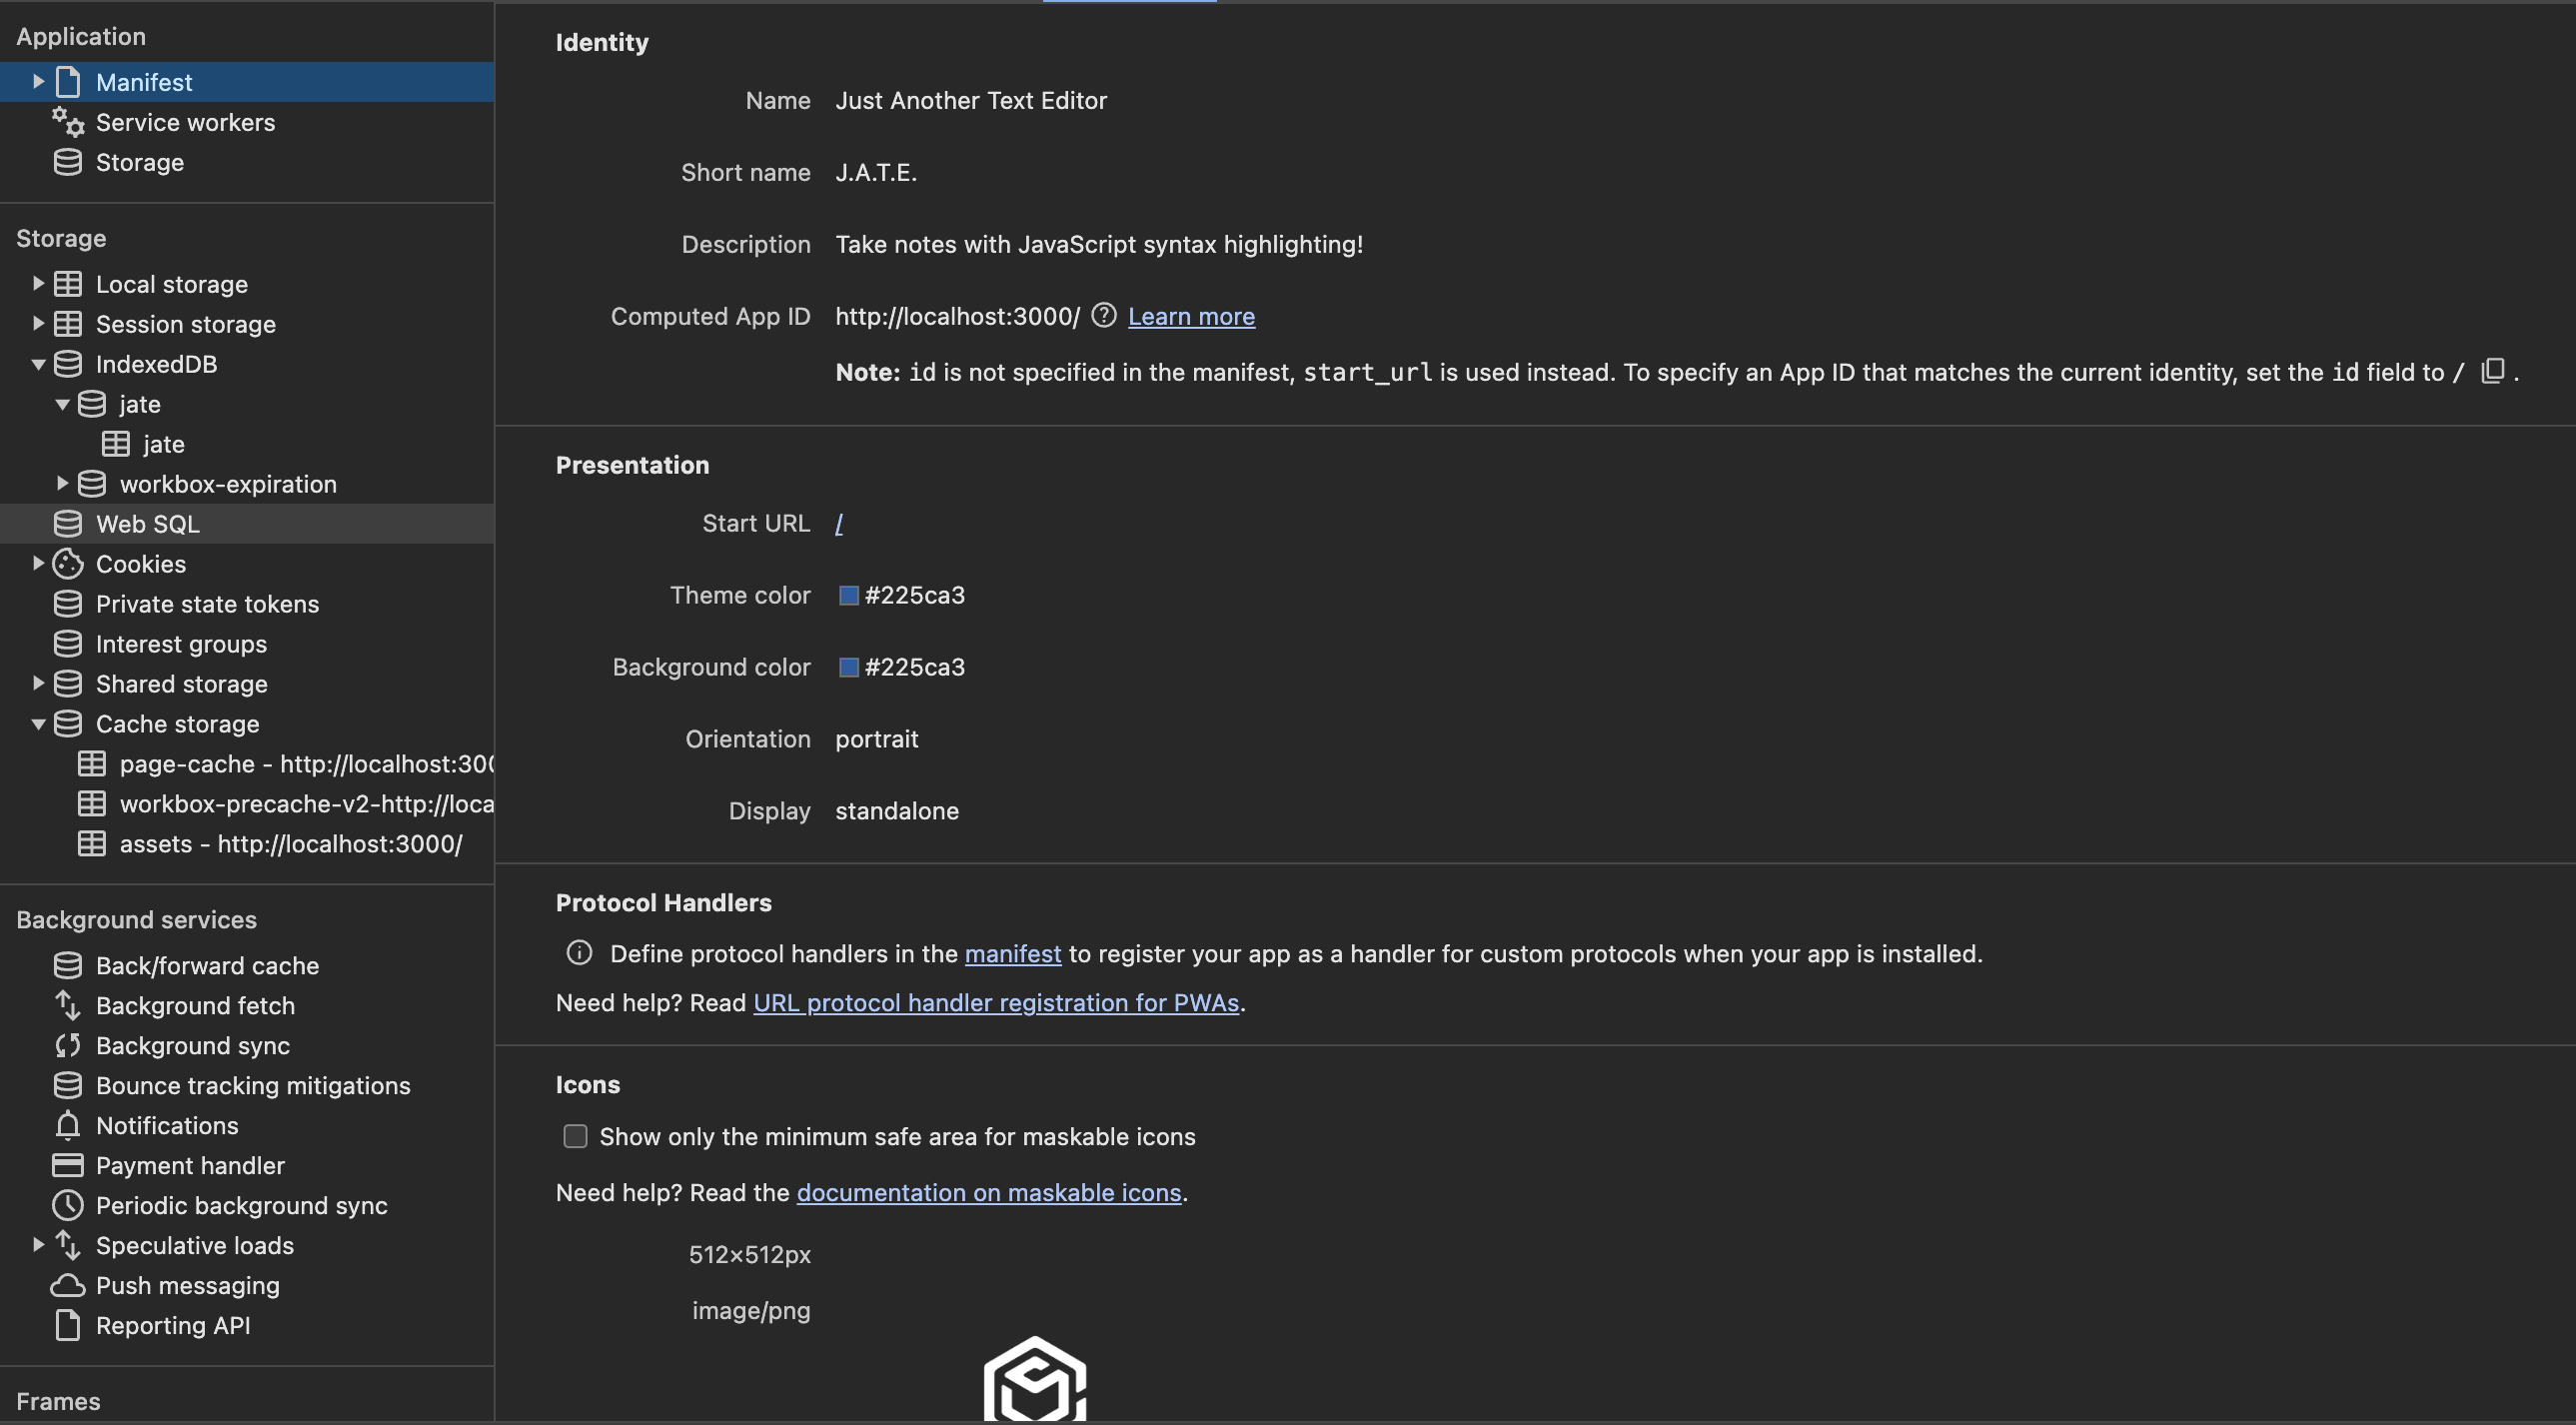 Application
Manifest
Service workers
Storage
Storage
Local storage
Session storage
IndexedDB
jate
jate
workbox-expiration
Web SQL
Cookies
Private state tokens
Interest groups
Shared storage
Cache storage
page-cache - http://localhost:300
workbox-precache-v2-http://loca
assets - http://localhost:3000/
Background services
Back/forward cache
Background fetch
Background sync
Bounce tracking mitigations
Notifications
Payment handler
Periodic background sync
Speculative loads
Push messaging
Reporting API
Frames
Identity
Name Just Another Text Editor
Short name J.A.T.E.
Description Take notes with JavaScript syntax highlighting!
Computed App ID http://localhost:3000/ Learn more
Note: id is not specified in the manifest, start_url is used instead. To specify an App ID that matches the current identity, set the id field to / .
Presentation
Start URL /
Theme color #225ca3
Background color #225ca3
Orientation portrait
Display standalone
Protocol Handlers
Define protocol handlers in the manifest to register your app as a handler for custom protocols when your app is installed.
Need help? Read URL protocol handler registration for PWAs.
Icons
Show only the minimum safe area for maskable icons
Need help? Read the documentation on maskable icons.
512×512px
image/png